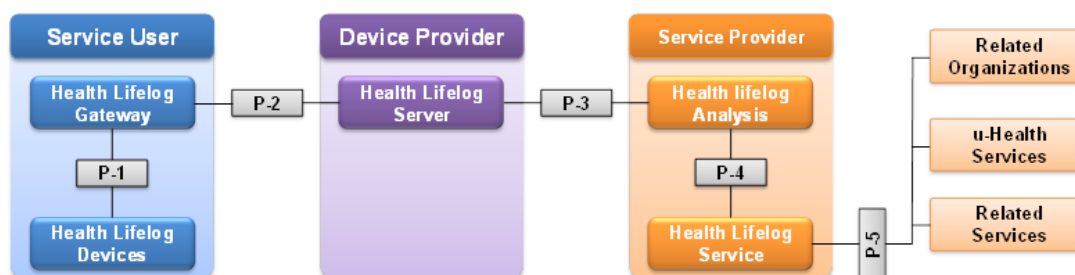 Service User
Health Lifelog
Gateway
P-1
Health Lifelog
Devices
P-2
Device Provider
Health Lifelog
Server
P-3
Service Provider
Health lifelog
Analysis
P-4
Health Lifelog
Service
P-5
Related
Organizations
u-Health
Services
Related
Services